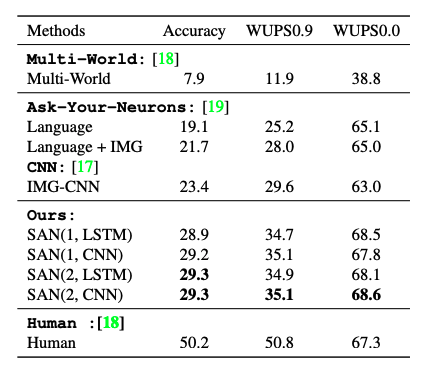 Methods Accuracy WUPS0.9 WUPS0.0
Multi-World: [18]
Multi-World 7.9 11.9 38.8
Ask-Your-Neurons: [19]
Language 19.1 25.2 65.1
Language + IMG 21.7 28.0 65.0
CNN: [17]
IMG-CNN 23.4 29.6 63.0
Ours:
SAN(1, LSTM) 28.9 34.7 68.5
SAN(1, CNN) 29.2 35.1 67.8
SAN(2, LSTM) 29.3 34.9 68.1
SAN(2, CNN) 29.3 35.1 68.6
Human :[18]
Human 50.2 50.8 67.3